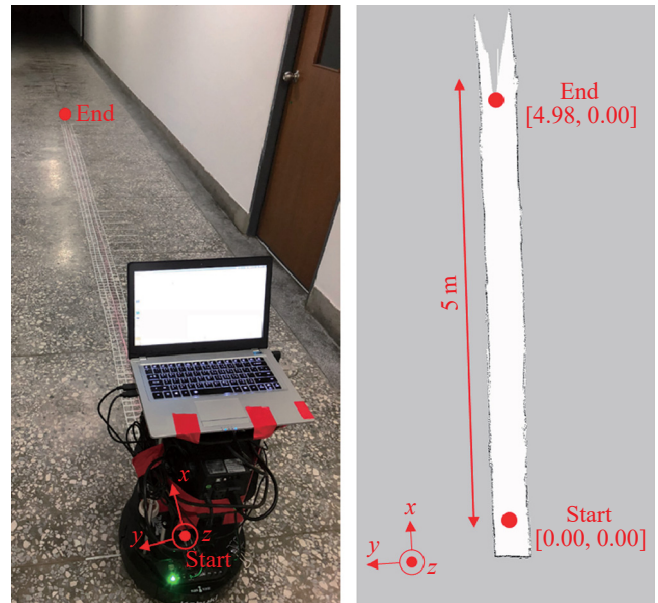 End
x
y
z
Start
End
[4.98, 0.00]
5 m
x
y
z
Start
[0.00, 0.00]